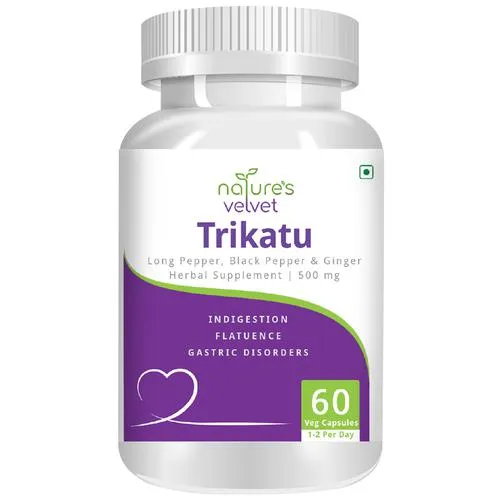 nature's
velvet
Trikatu
Long Pepper, Black Pepper & Ginger
Herbal Supplement | 500 mg
INDIGESTION
FLATUENCE
GASTRIC DISORDERS
60
Veg Capsules
1-2 Per Day